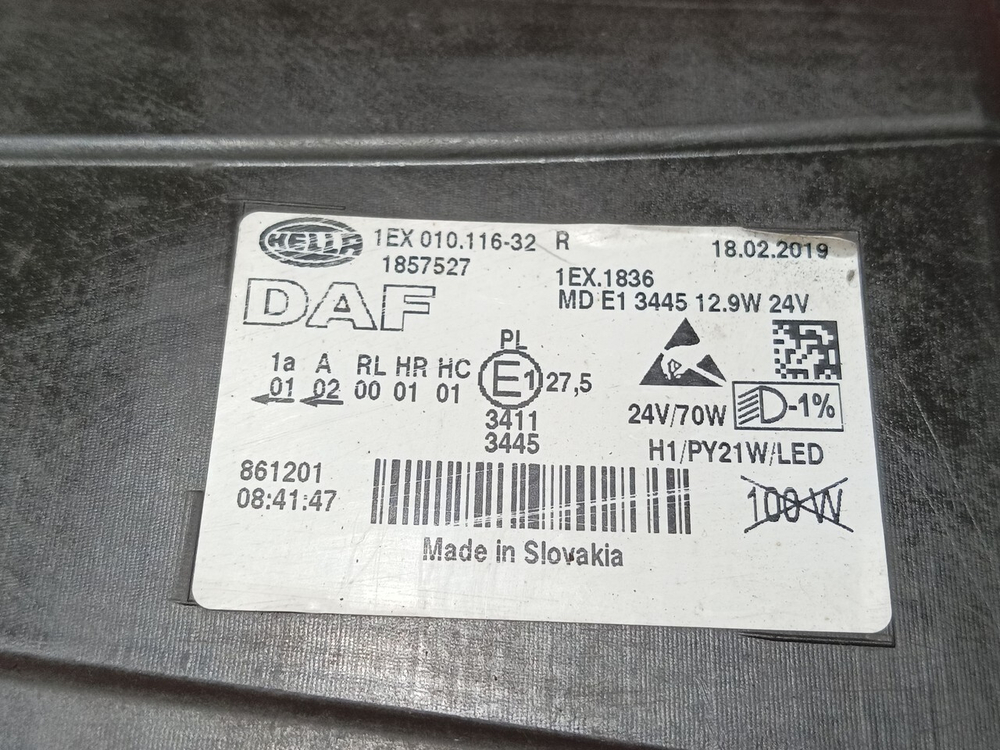 HELLA 1EX 010.116-32 R 18.02.2019
1857527 1EX.1836
DAF MD E1 3445 12.9W 24V
PL
1a A RL HR HC E1 27,5
01 02 00 01 01
3411 24V/70W -1%
3445 H1/PY21W/LED
861201
08:41:47 100W
Made in Slovakia